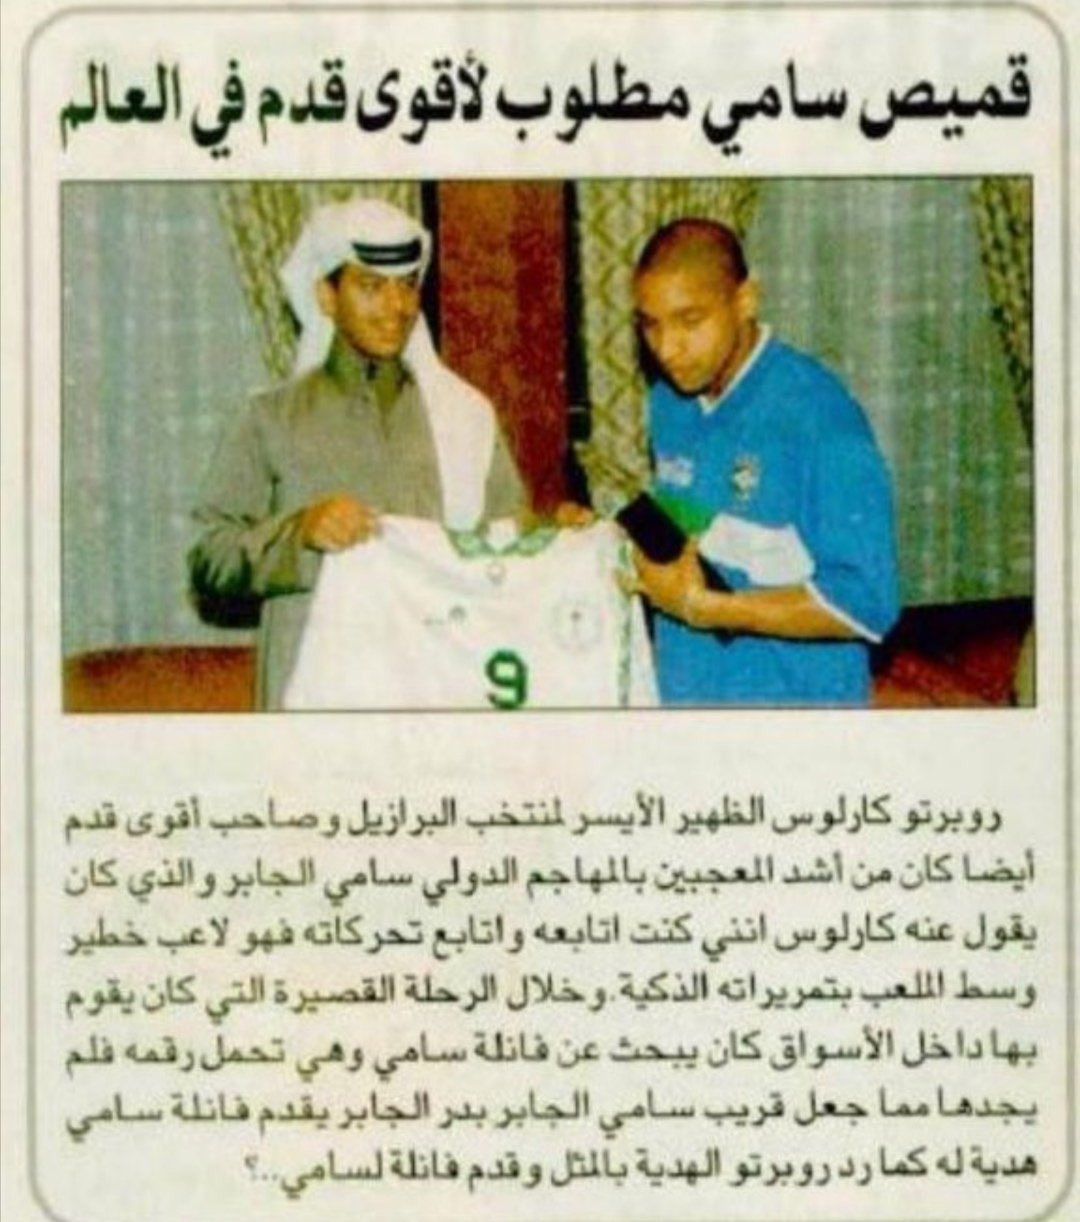 قميص سامي مطلوب لأقوى قدم في العالم
9
روبرتو كارلوس الظهير الأيسر لمنتخب البرازيل وصاحب أقوى قدم
أيضا كان من أشد المعجبين بالمهاجم الدولي سامي الجابر والذي كان
يقول عنه كارلوس انني كنت اتابعه واتابع تحركاته فهو لاعب خطير
وسط الملعب بتمريراته الذكية. وخلال الرحلة القصيرة التي كان يقوم
بها داخل الأسواق كان يبحث عن فانلة سامي وهي تحمل رقمه فلم
يجدها مما جعل قريب سامي الجابر بدر الجابر يقدم فانلة سامي
هدية له كما رد روبرتو الهدية بالمثل وقدم فانلة لسامي..؟